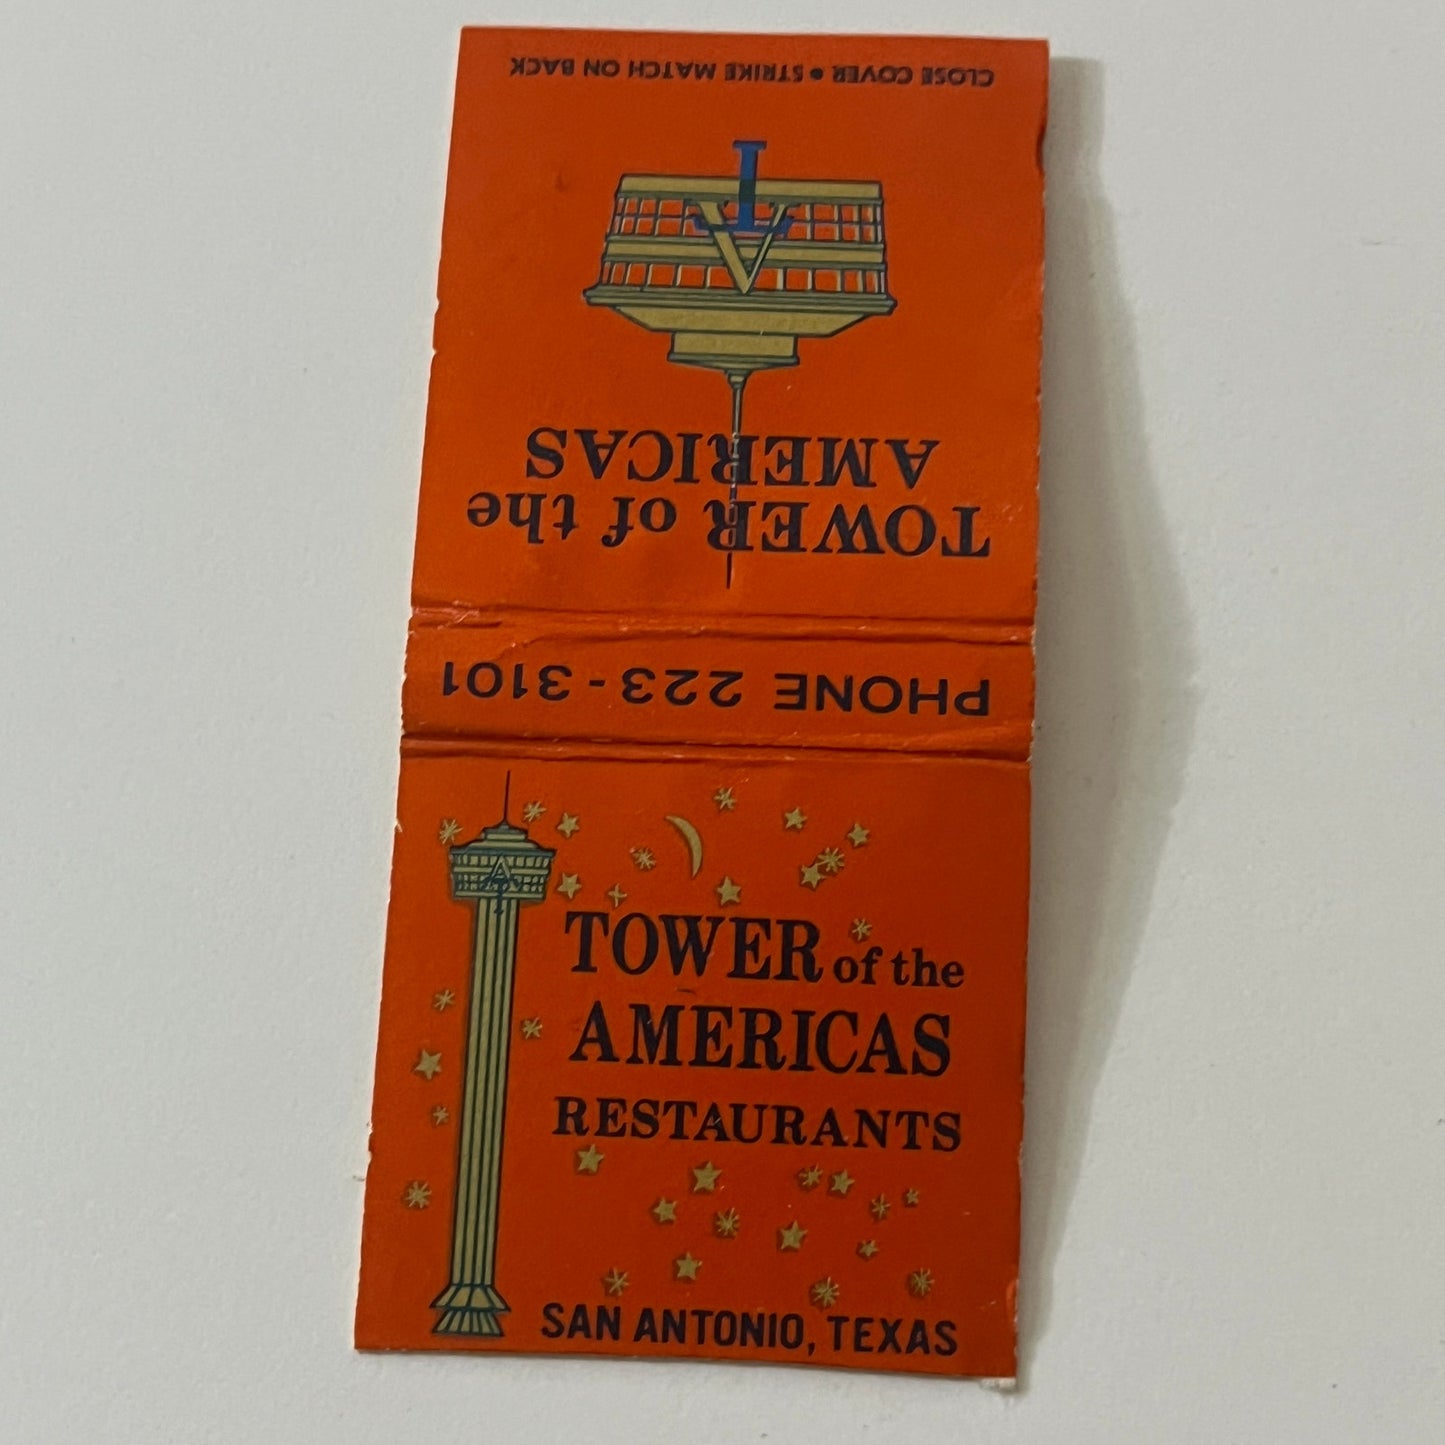 CLOSE COVER • STRIKE MATCH ON BACK
TOWER of the
AMERICAS
PHONE 223-3101
TOWER of the
AMERICAS
RESTAURANTS
SAN ANTONIO, TEXAS